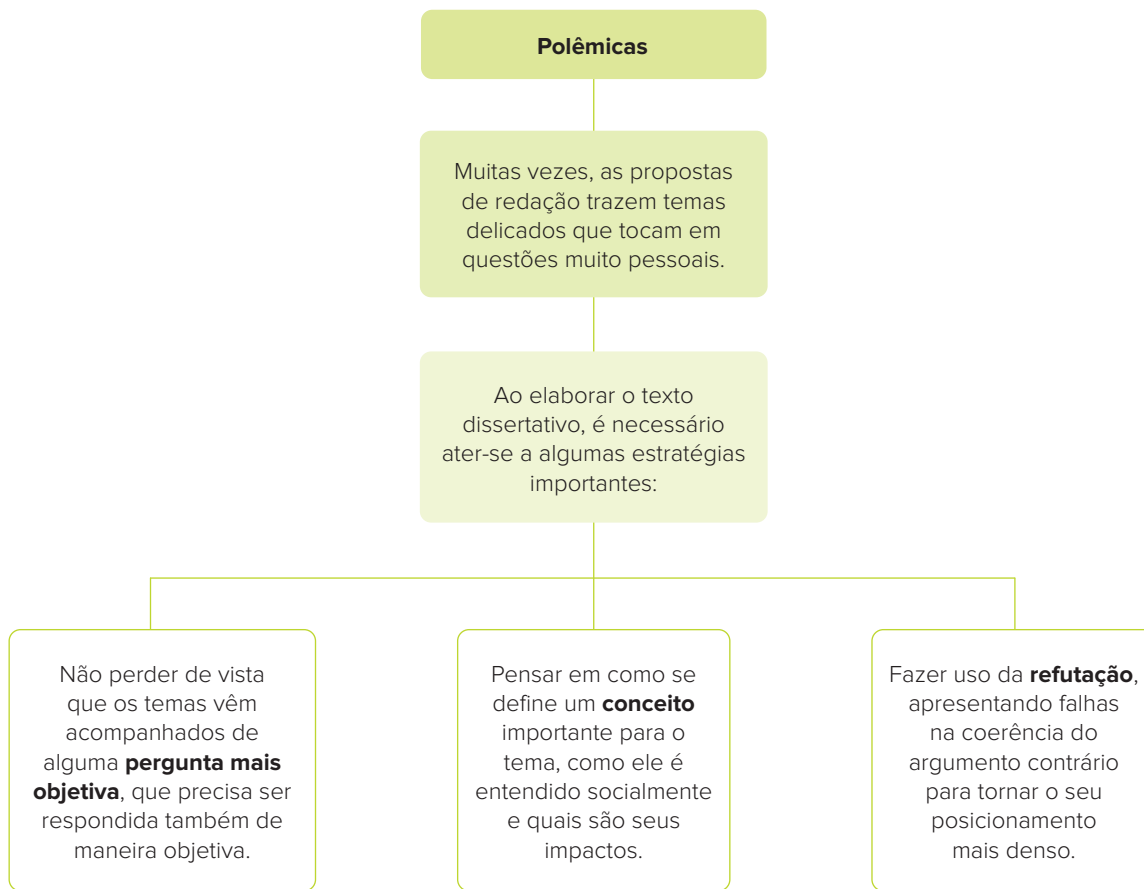 Polêmicas
Muitas vezes, as propostas
de redação trazem temas
delicados que tocam em
questões muito pessoais.
Ao elaborar o texto
dissertativo, é necessário
ater-se a algumas estratégias
importantes:
Não perder de vista
que os temas vêm
acompanhados de
alguma pergunta mais
objetiva, que precisa ser
respondida também de
maneira objetiva.
Pensar em como se
define um conceito
importante para o
tema, como ele é
entendido socialmente
e quais são seus
impactos.
Fazer uso da refutação,
apresentando falhas
na coerência do
argumento contrário
para tornar o seu
posicionamento
mais denso.